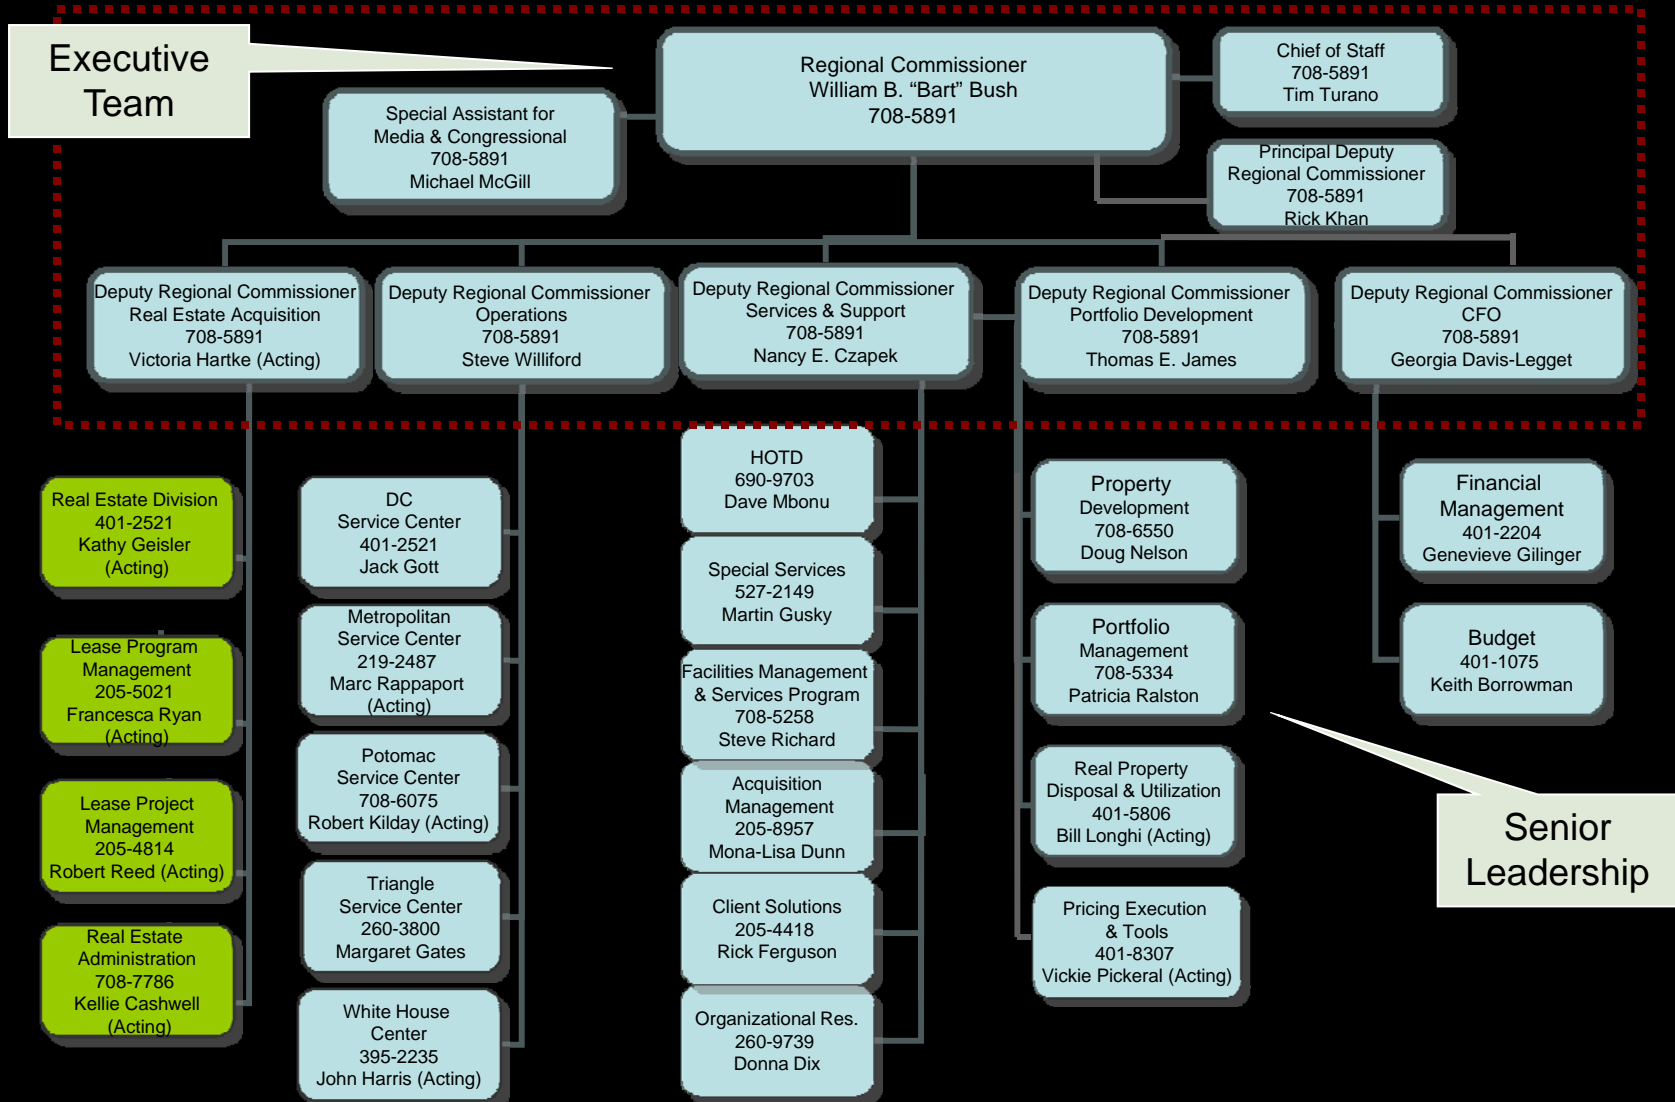 Executive
Team
Regional Commissioner
William B. “Bart” Bush
708-5891
Chief of Staff
708-5891
Tim Turano
Special Assistant for
Media & Congressional
708-5891
Michael McGill
Principal Deputy
Regional Commissioner
708-5891
Rick Khan
Deputy Regional Commissioner
Real Estate Acquisition
708-5891
Victoria Hartke (Acting)
Deputy Regional Commissioner
Operations
708-5891
Steve Williford
Deputy Regional Commissioner
Services & Support
708-5891
Nancy E. Czapek
Deputy Regional Commissioner
Portfolio Development
708-5891
Thomas E. James
Deputy Regional Commissioner
CFO
708-5891
Georgia Davis-Legget
Real Estate Division
401-2521
Kathy Geisler
(Acting)
Lease Program
Management
205-5021
Francesca Ryan
(Acting)
Lease Project
Management
205-4814
Robert Reed (Acting)
Real Estate
Administration
708-7786
Kellie Cashwell
(Acting)
DC
Service Center
401-2521
Jack Gott
Metropolitan
Service Center
219-2487
Marc Rappaport
(Acting)
Potomac
Service Center
708-6075
Robert Kilday (Acting)
Triangle
Service Center
260-3800
Margaret Gates
White House
Center
395-2235
John Harris (Acting)
HOTD
690-9703
Dave Mbonu
Special Services
527-2149
Martin Gusky
Facilities Management
& Services Program
708-5258
Steve Richard
Acquisition
Management
205-8957
Mona-Lisa Dunn
Client Solutions
205-4418
Rick Ferguson
Organizational Res.
260-9739
Donna Dix
Property
Development
708-6550
Doug Nelson
Portfolio
Management
708-5334
Patricia Ralston
Real Property
Disposal & Utilization
401-5806
Bill Longhi (Acting)
Pricing Execution
& Tools
401-8307
Vickie Pickeral (Acting)
Financial
Management
401-2204
Genevieve Gilinger
Budget
401-1075
Keith Borrowman
Senior
Leadership